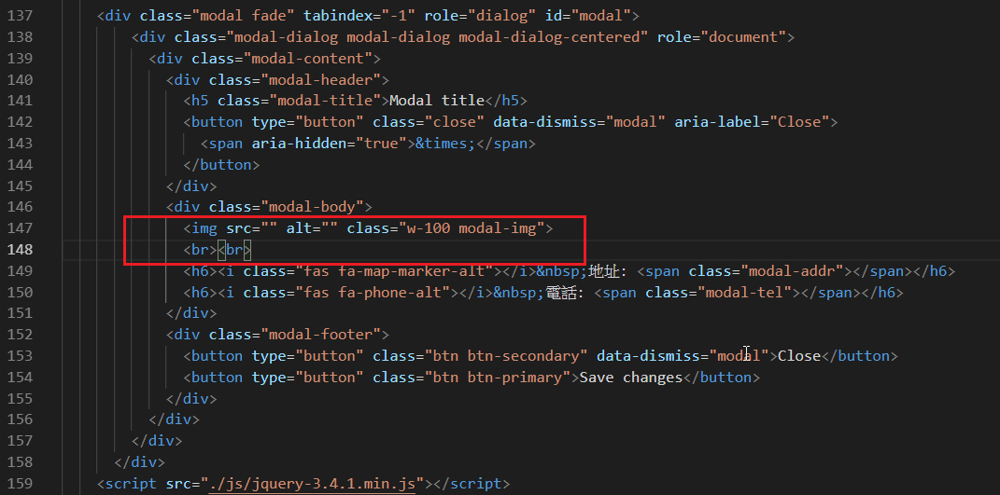 137 <div class="modal fade" tabindex="-1" role="dialog" id="modal">
138 <div class="modal-dialog modal-dialog modal-dialog-centered" role="document">
139 <div class="modal-content">
140 <div class="modal-header">
141 <h5 class="modal-title">Modal title</h5>
142 <button type="button" class="close" data-dismiss="modal" aria-label="Close">
143 <span aria-hidden="true">&times;</span>
144 </button>
145 </div>
146 <div class="modal-body">
147 <img src="" alt="" class="w-100 modal-img">
148 <br><br>
149 <h6><i class="fas fa-map-marker-alt"></i>&nbsp;地址: <span class="modal-addr"></span></h6>
150 <h6><i class="fas fa-phone-alt"></i>&nbsp;電話: <span class="modal-tel"></span></h6>
151 </div>
152 <div class="modal-footer">
153 <button type="button" class="btn btn-secondary" data-dismiss="modal">Close</button>
154 <button type="button" class="btn btn-primary">Save changes</button>
155 </div>
156 </div>
157 </div>
158 </div>
159 <script src="./js/jquery-3.4.1.min.js"></script>